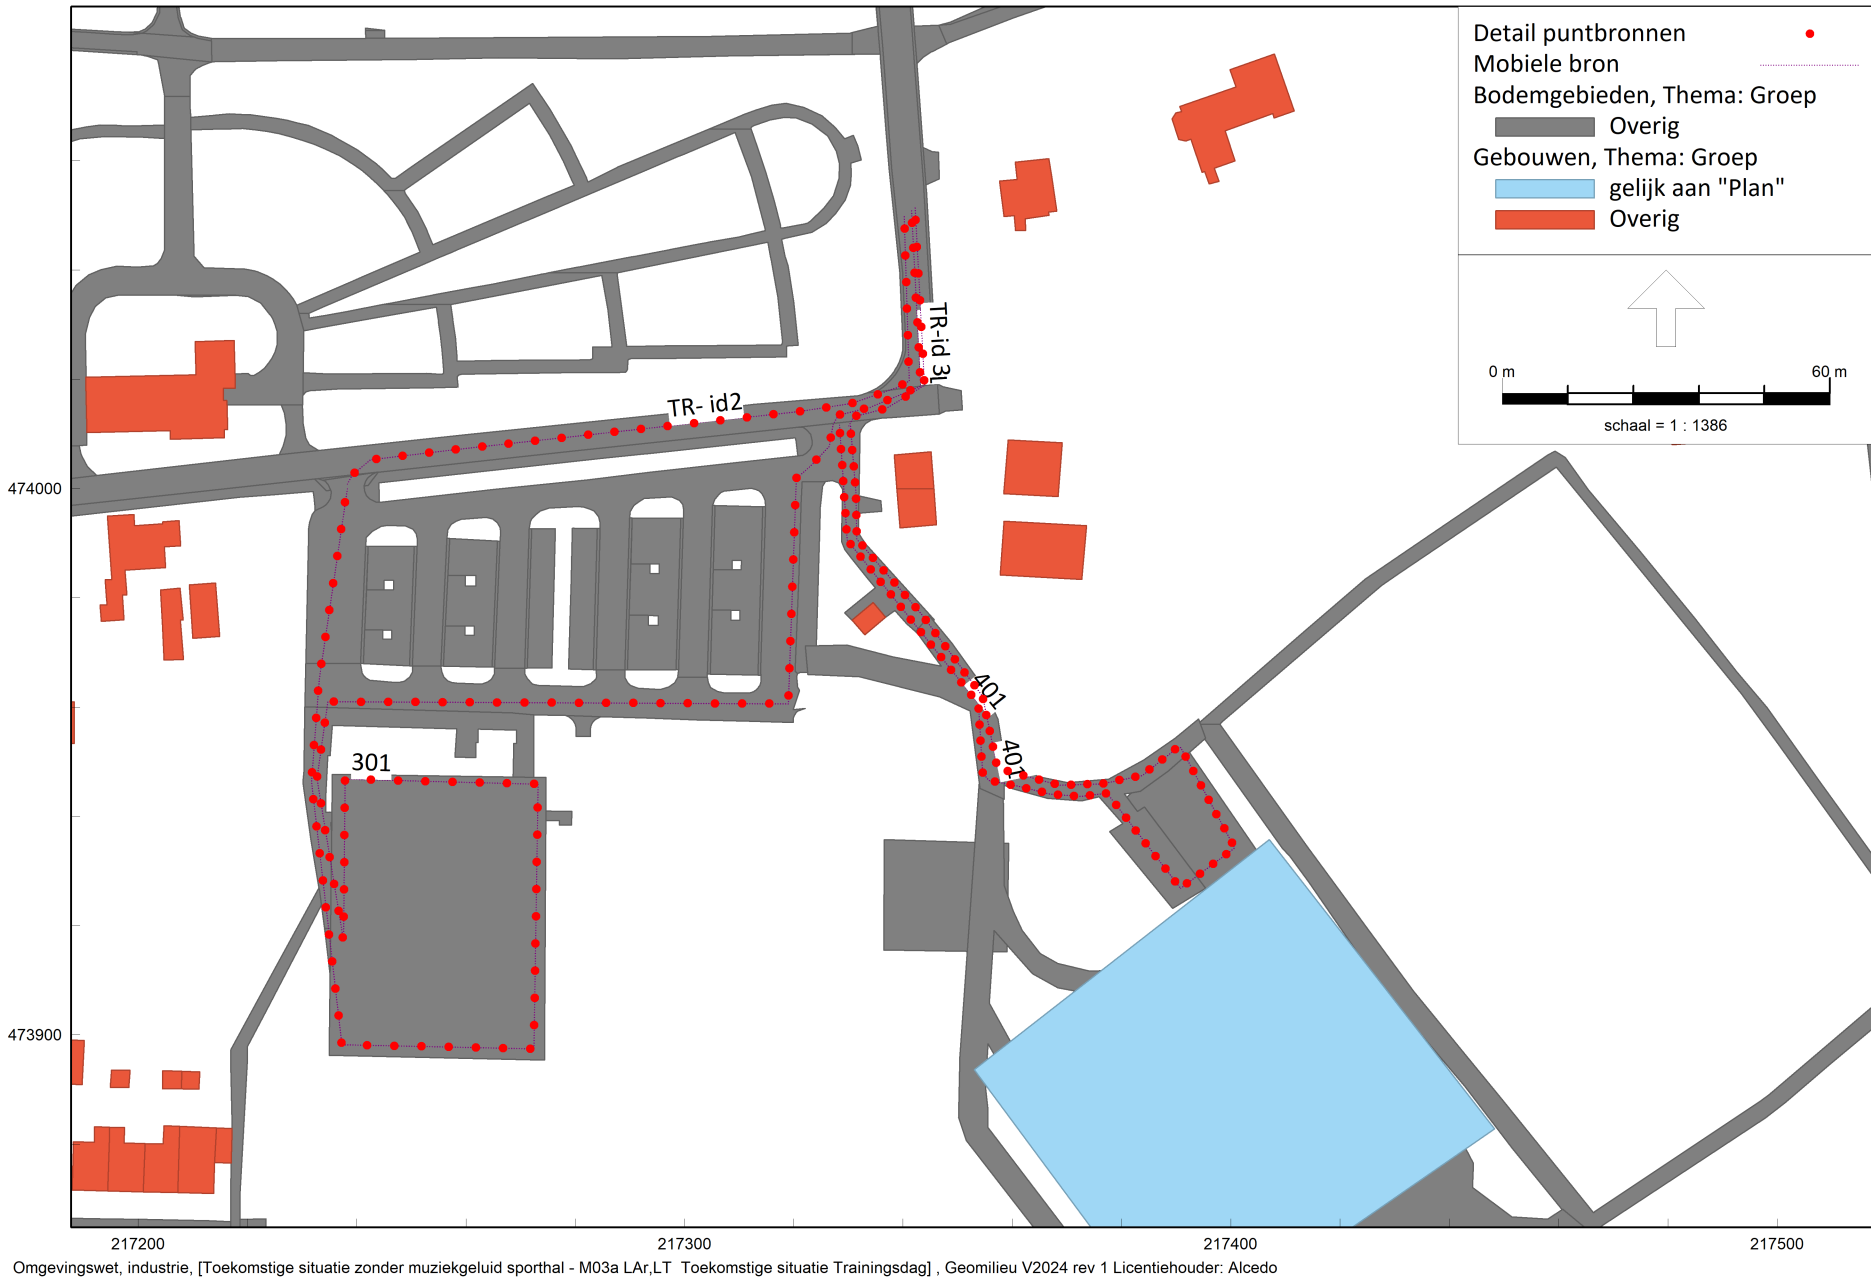 Detail puntbronnen
Mobiele bron
Bodemgebieden, Thema: Groep
Overig
Gebouwen, Thema: Groep
gelijk aan "Plan"
Overig
0 m 60 m
schaal = 1 : 1386
TR-id 3L
TR- id2
474000
401
401
301
473900
217200 217300 217400 217500
Omgevingswet, industrie, [Toekomstige situatie zonder muziekgeluid sporthal - M03a LAr,LT Toekomstige situatie Trainingsdag] , Geomilieu V2024 rev 1 Licentiehouder: Alcedo